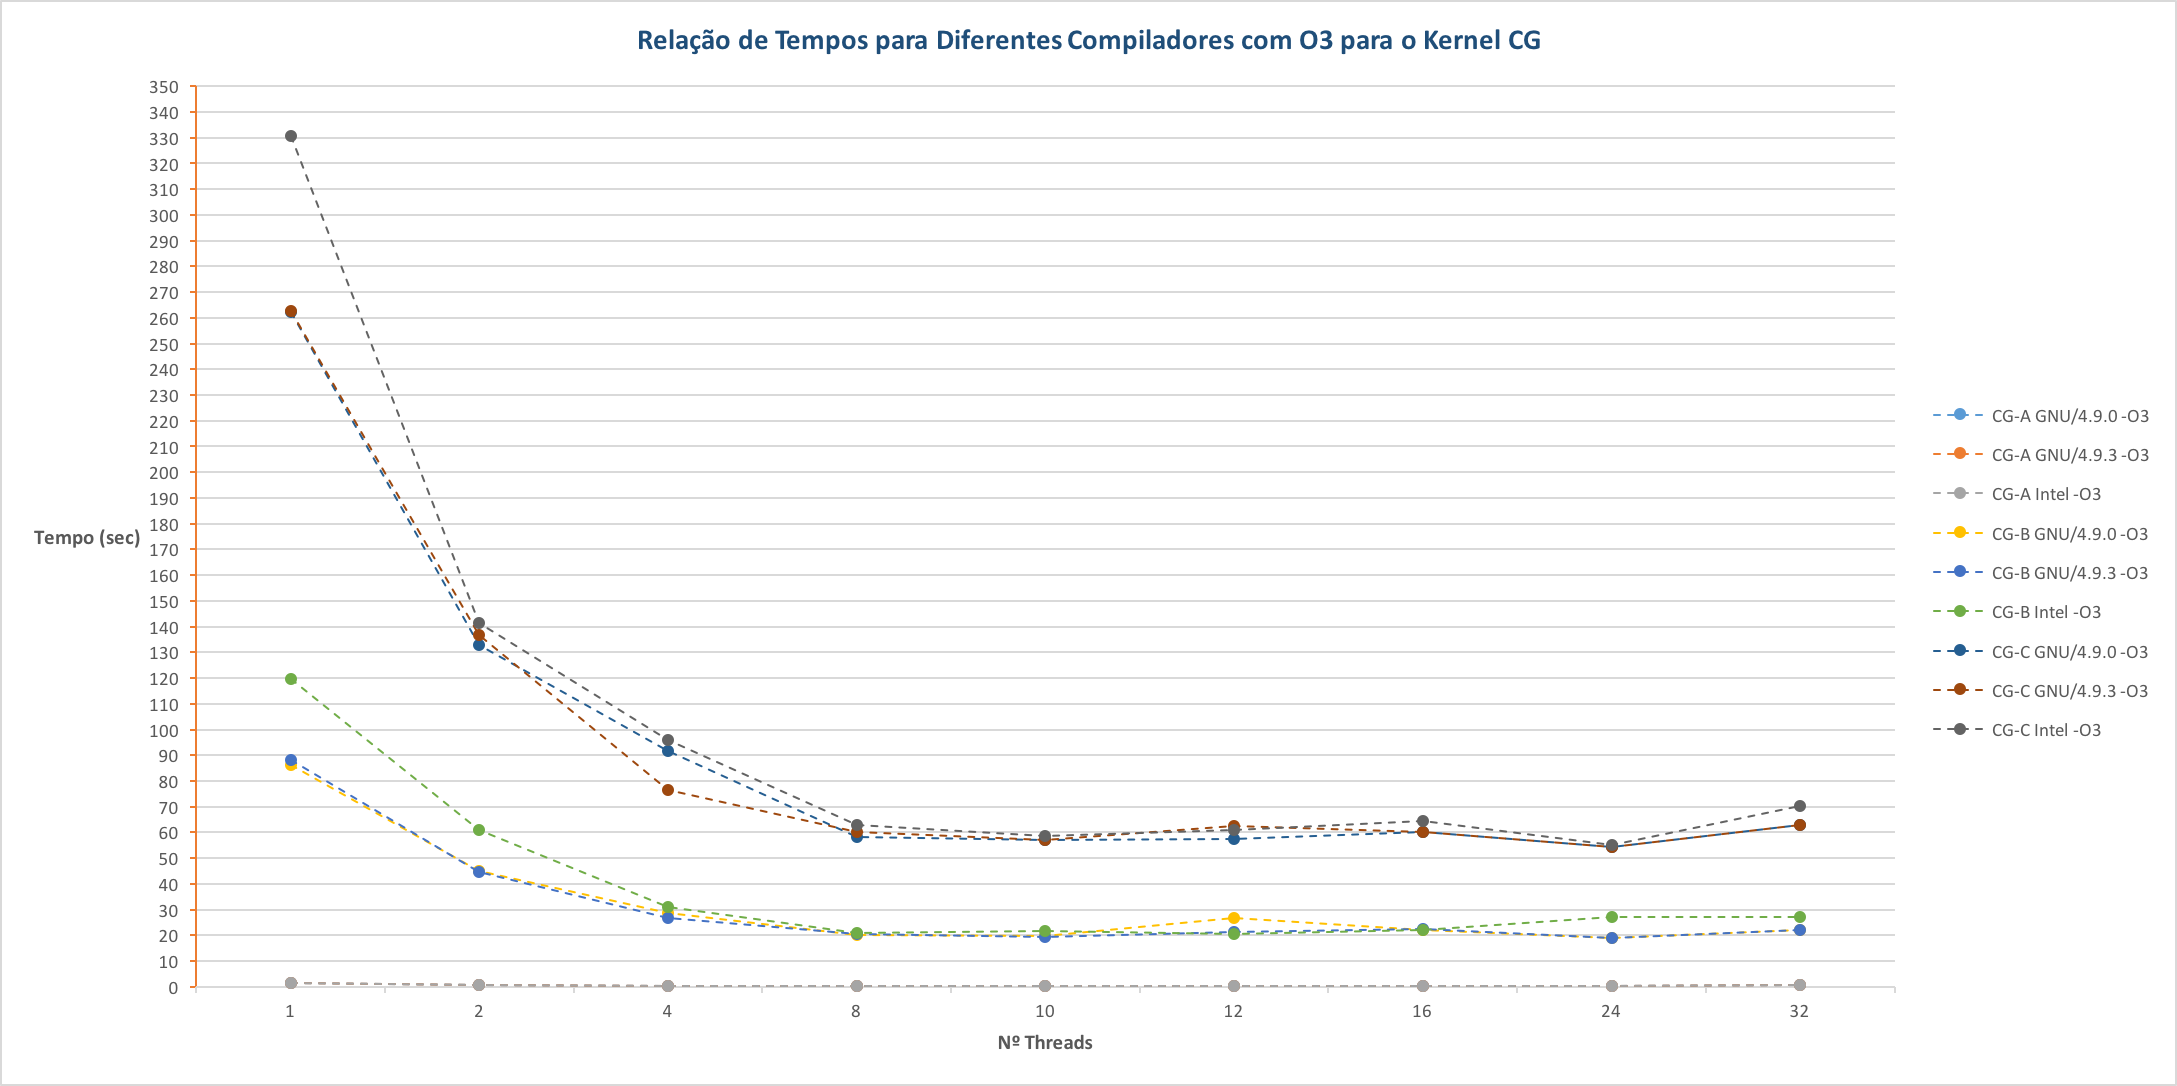 Relação de Tempos para Diferentes Compiladores com O3 para o Kernel CG
350
340
330
320
310
300
290
280
270
260
250
240
230
220
210
200
190
180
170
160
150
140
130
120
110
100
90
80
70
60
50
40
30
20
10
0
Tempo (sec)
1 2 4 8 10 12 16 24 32
Nº Threads
CG-A GNU/4.9.0 -O3
CG-A GNU/4.9.3 -O3
CG-A Intel -O3
CG-B GNU/4.9.0 -O3
CG-B GNU/4.9.3 -O3
CG-B Intel -O3
CG-C GNU/4.9.0 -O3
CG-C GNU/4.9.3 -O3
CG-C Intel -O3